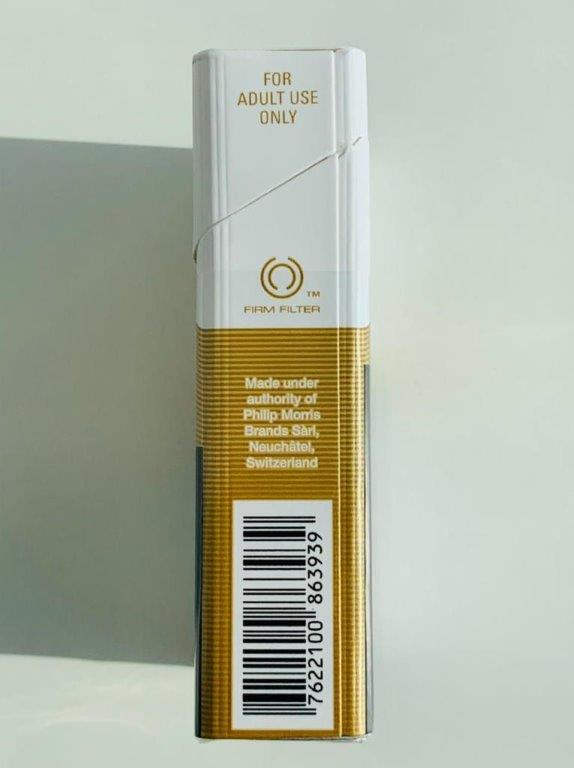 FOR
ADULT USE
ONLY
TM
FIRM FILTER
Made under
authority of
Philip Morris
Brands Sàrl,
Neuchâtel,
Switzerland
7622100 863939